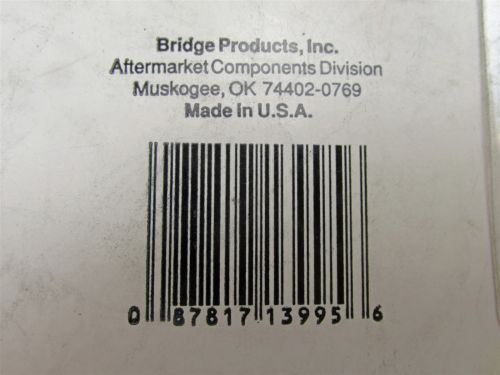 Bridge Products, Inc.
Aftermarket Components Division
Muskogee, OK 74402-0769
Made in U.S.A.
0 87817 13995 6